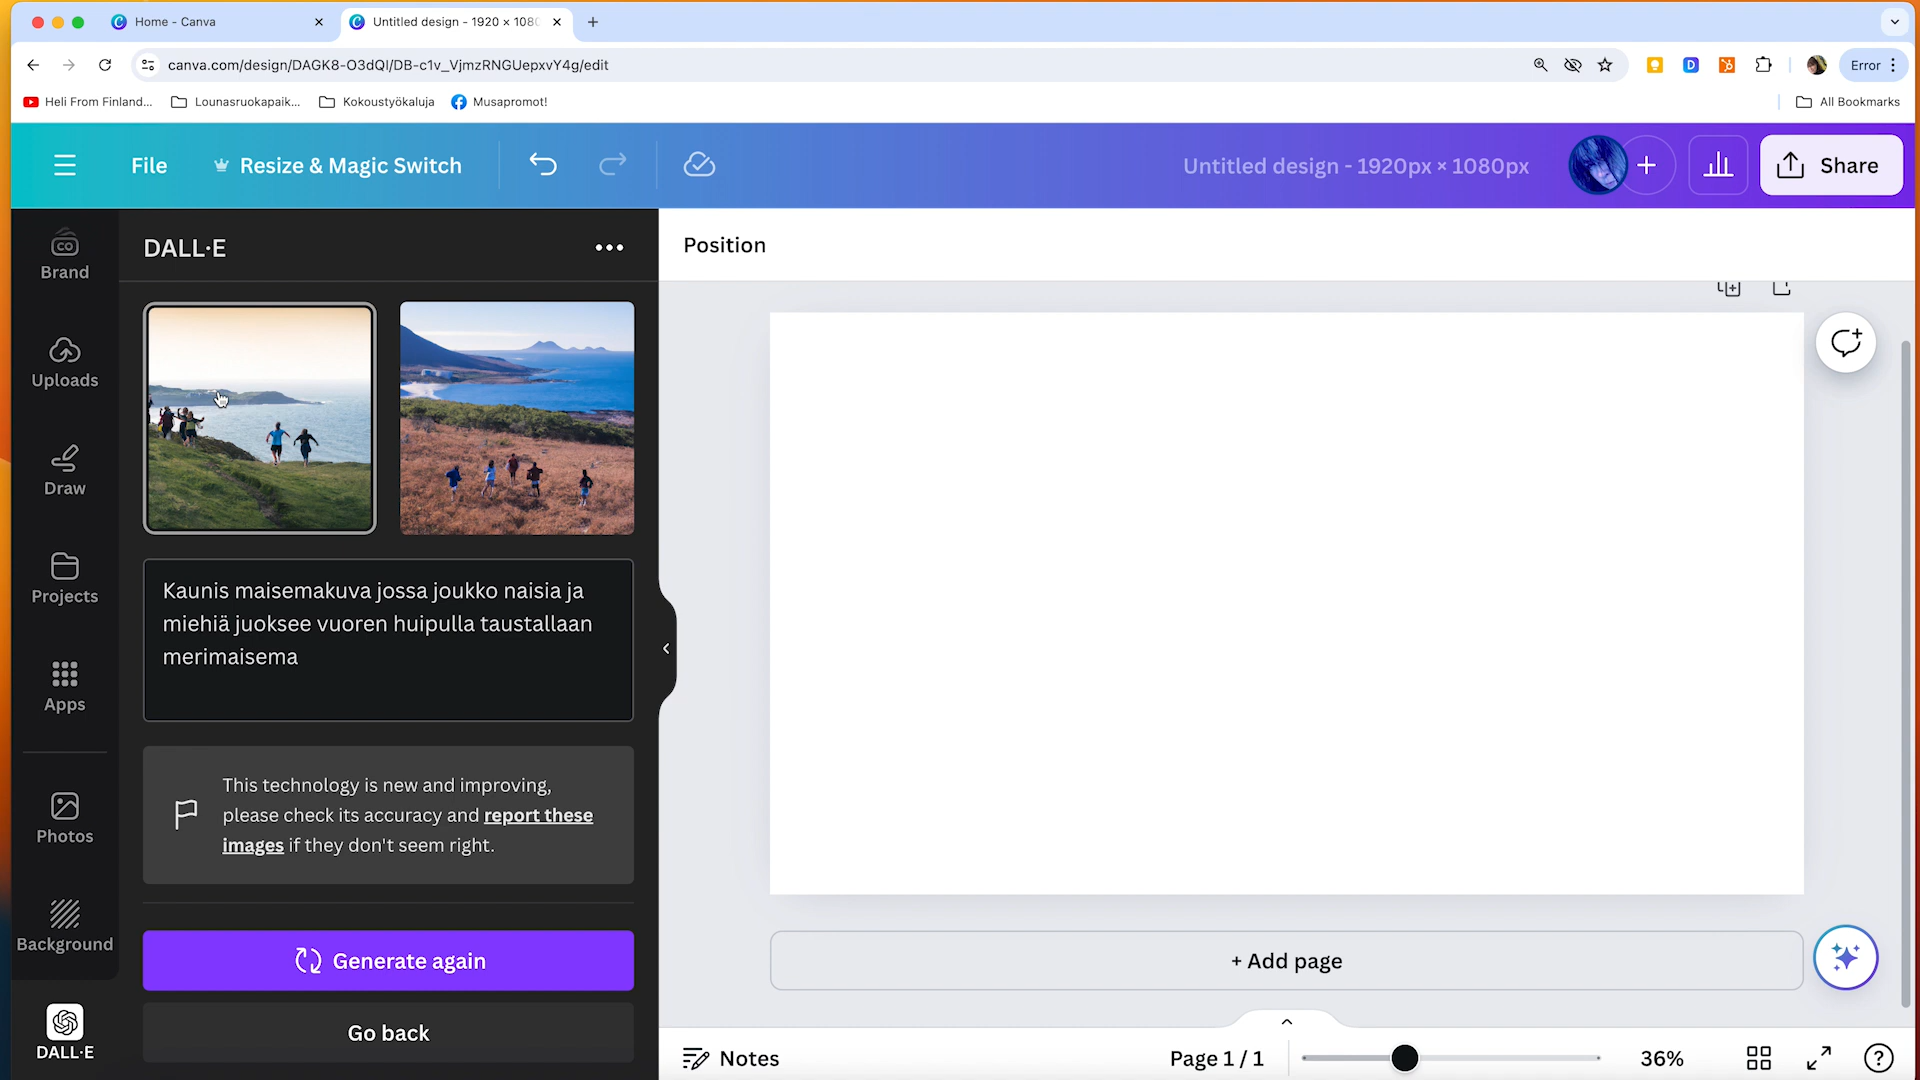 Home - Canva
Untitled design - 1920 × 108
canva.com/design/DAGK8-O3dQI/DB-c1v_VjmzRNGUepxvY4g/edit
Error
Heli From Finland...
Lounasruokapaik...
Kokoustyökaluja
Musapromot!
All Bookmarks
File
Resize & Magic Switch
Untitled design - 1920px × 1080px
Share
CO
Brand
Uploads
Draw
Projects
Apps
Photos
Background
DALL·E
DALL·E
Kaunis maisemakuva jossa joukko naisia ja
miehiä juoksee vuoren huipulla taustallaan
merimaisema
This technology is new and improving,
please check its accuracy and report these
images if they don't seem right.
Generate again
Go back
Position
+ Add page
Notes
Page 1 / 1
36%